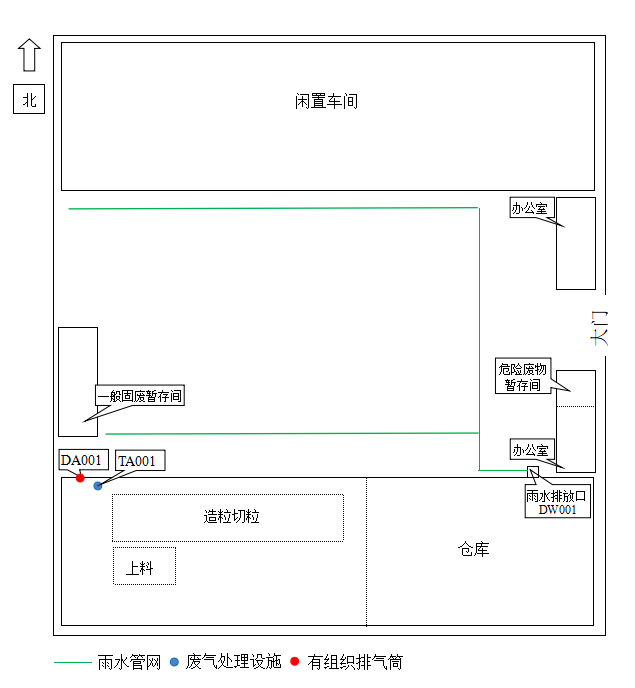 北
闲置车间
办公室
大门
危险废物
暂存间
一般固废暂存间
办公室
DA001
TA001
雨水排放口
DW001
造粒切粒
上料
仓库
雨水管网
废气处理设施
有组织排气筒